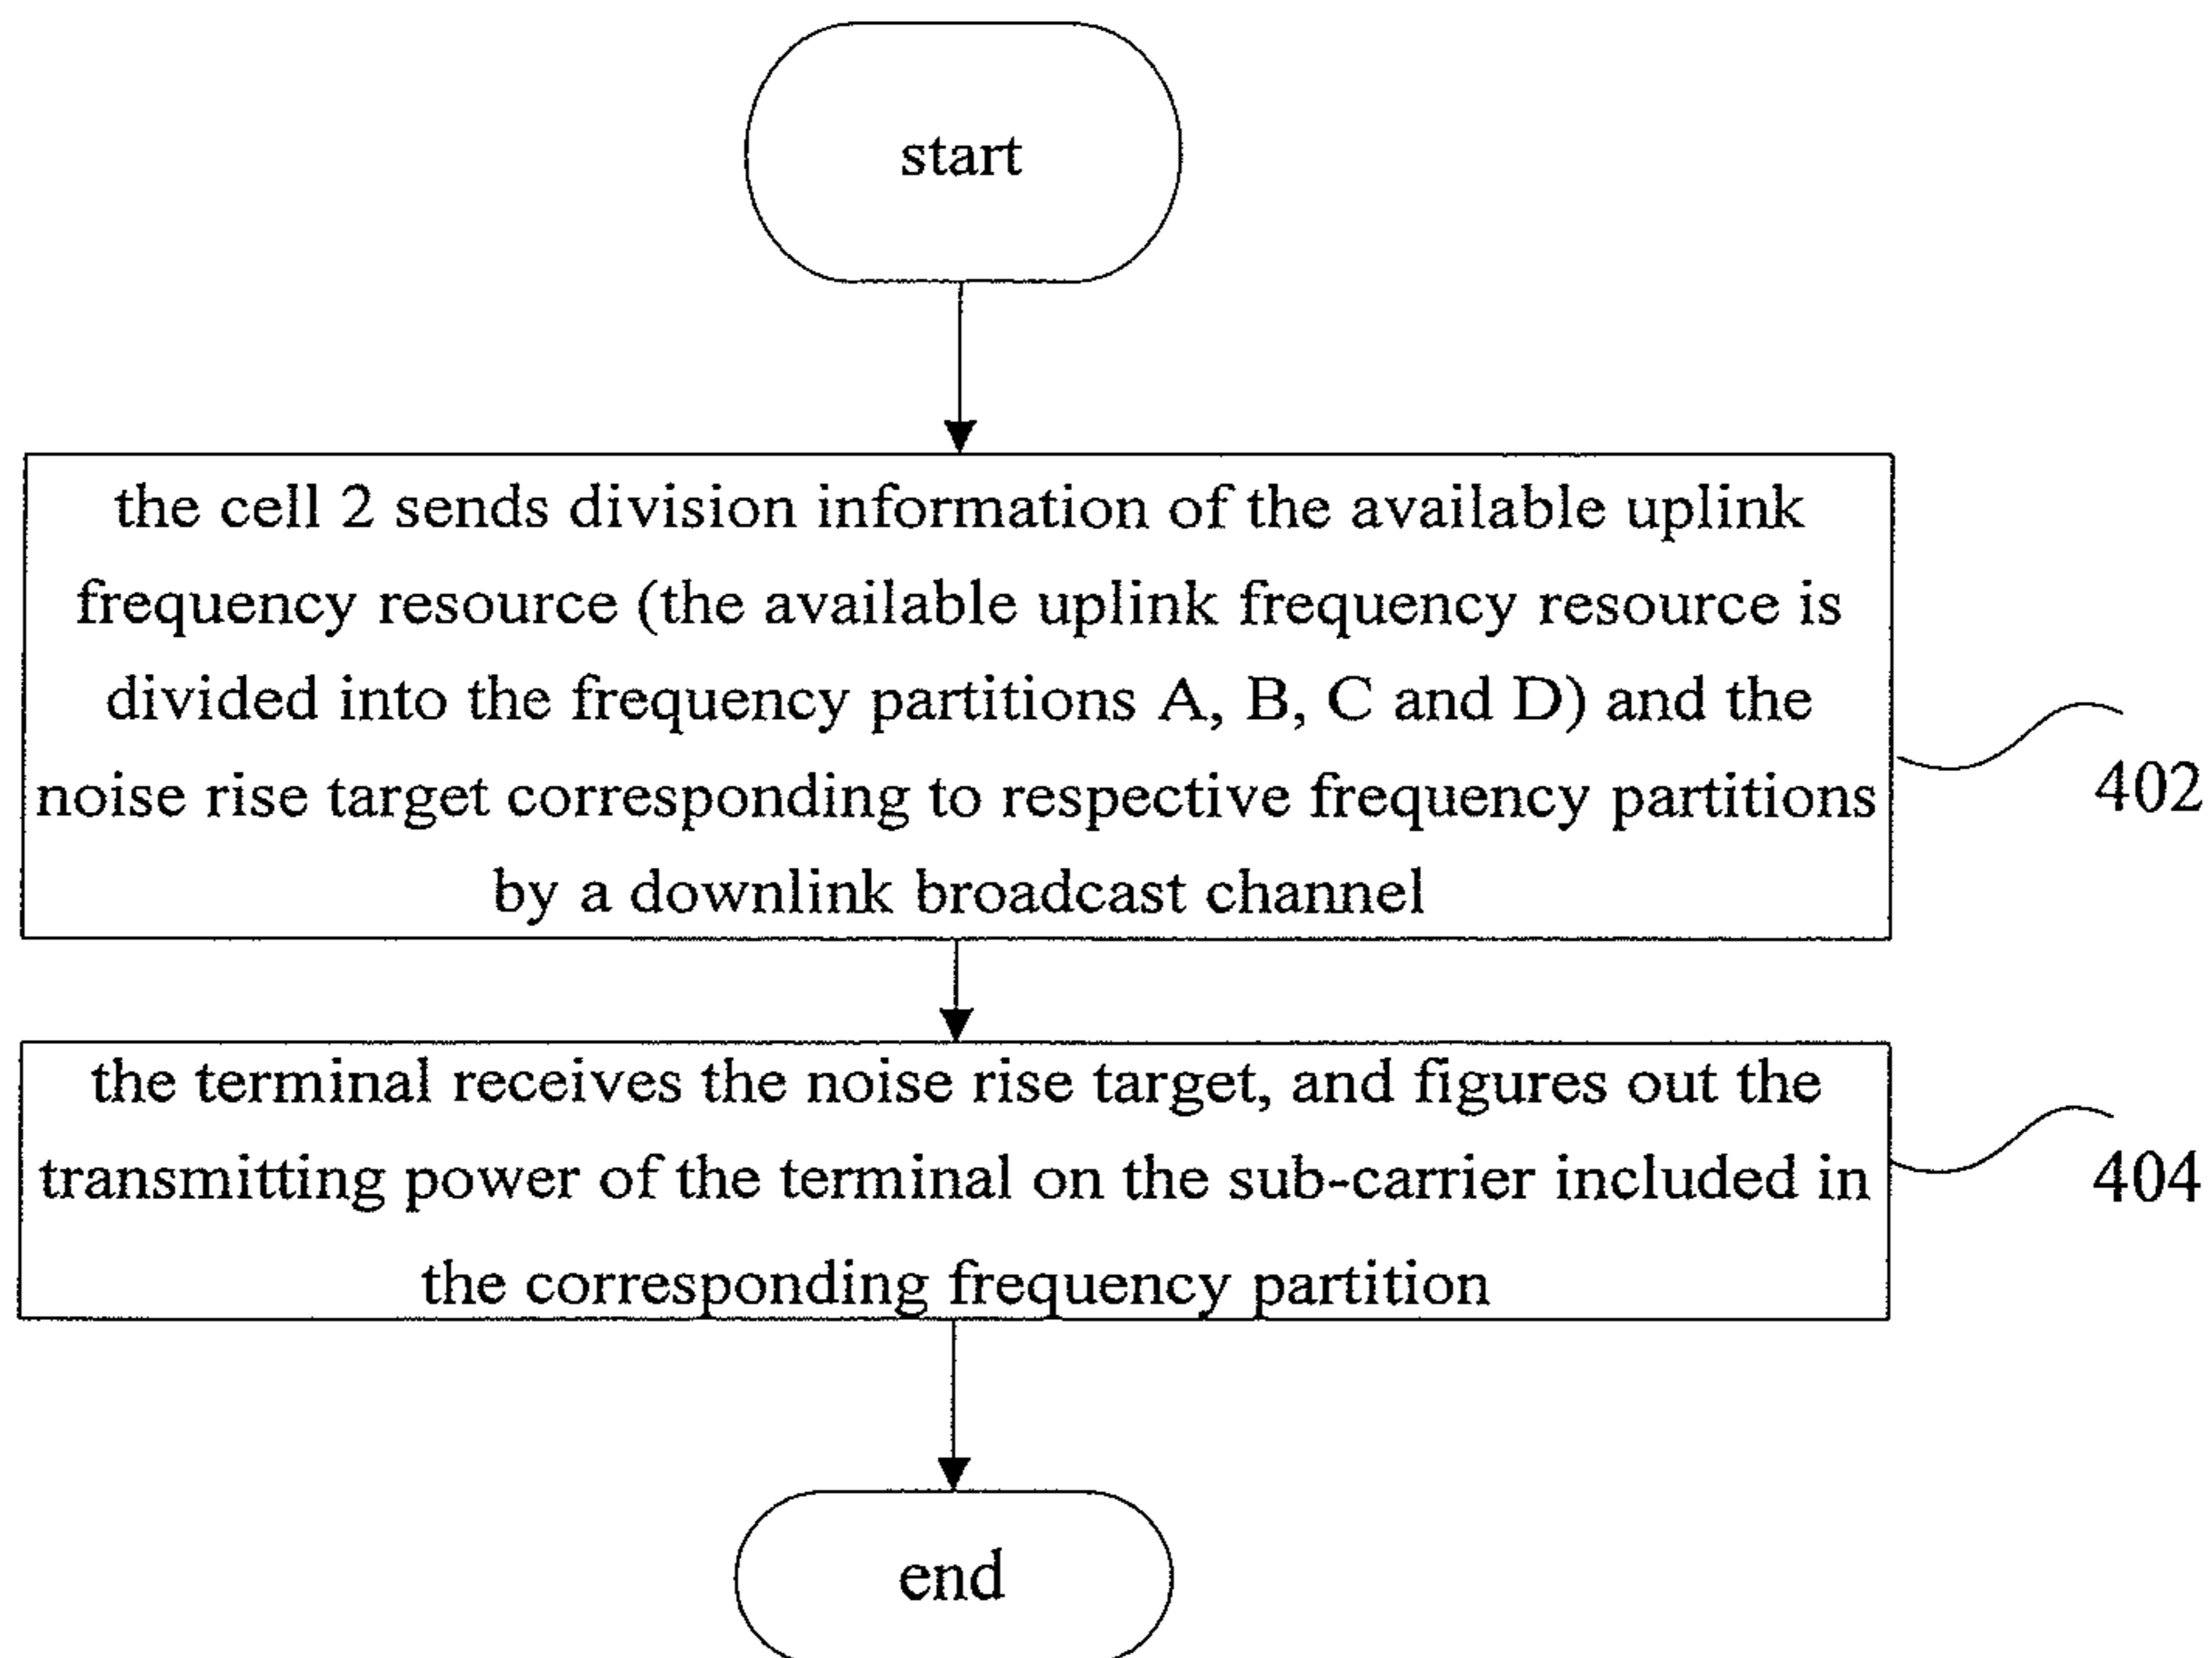 start
the cell 2 sends division information of the available uplink
frequency resource (the available uplink frequency resource is
divided into the frequency partitions A, B, C and D) and the
noise rise target corresponding to respective frequency partitions
by a downlink broadcast channel
402
the terminal receives the noise rise target, and figures out the
transmitting power of the terminal on the sub-carrier included in
the corresponding frequency partition
404
end